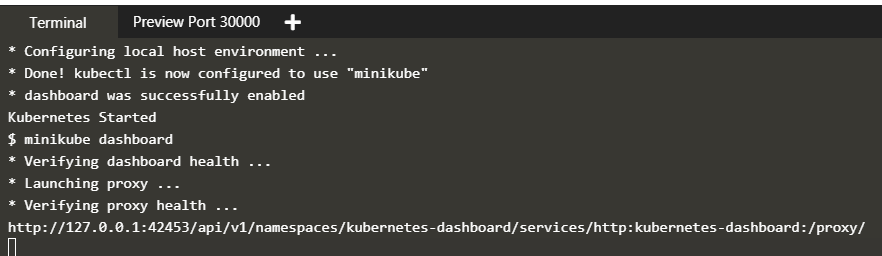 Terminal
Preview Port 30000 +
* Configuring local host environment ...
* Done! kubectl is now configured to use "minikube"
* dashboard was successfully enabled
Kubernetes Started
$ minikube dashboard
* Verifying dashboard health ...
* Launching proxy ...
* Verifying proxy health ...
http://127.0.0.1:42453/api/v1/namespaces/kubernetes-dashboard/services/http:kubernetes-dashboard:/proxy/